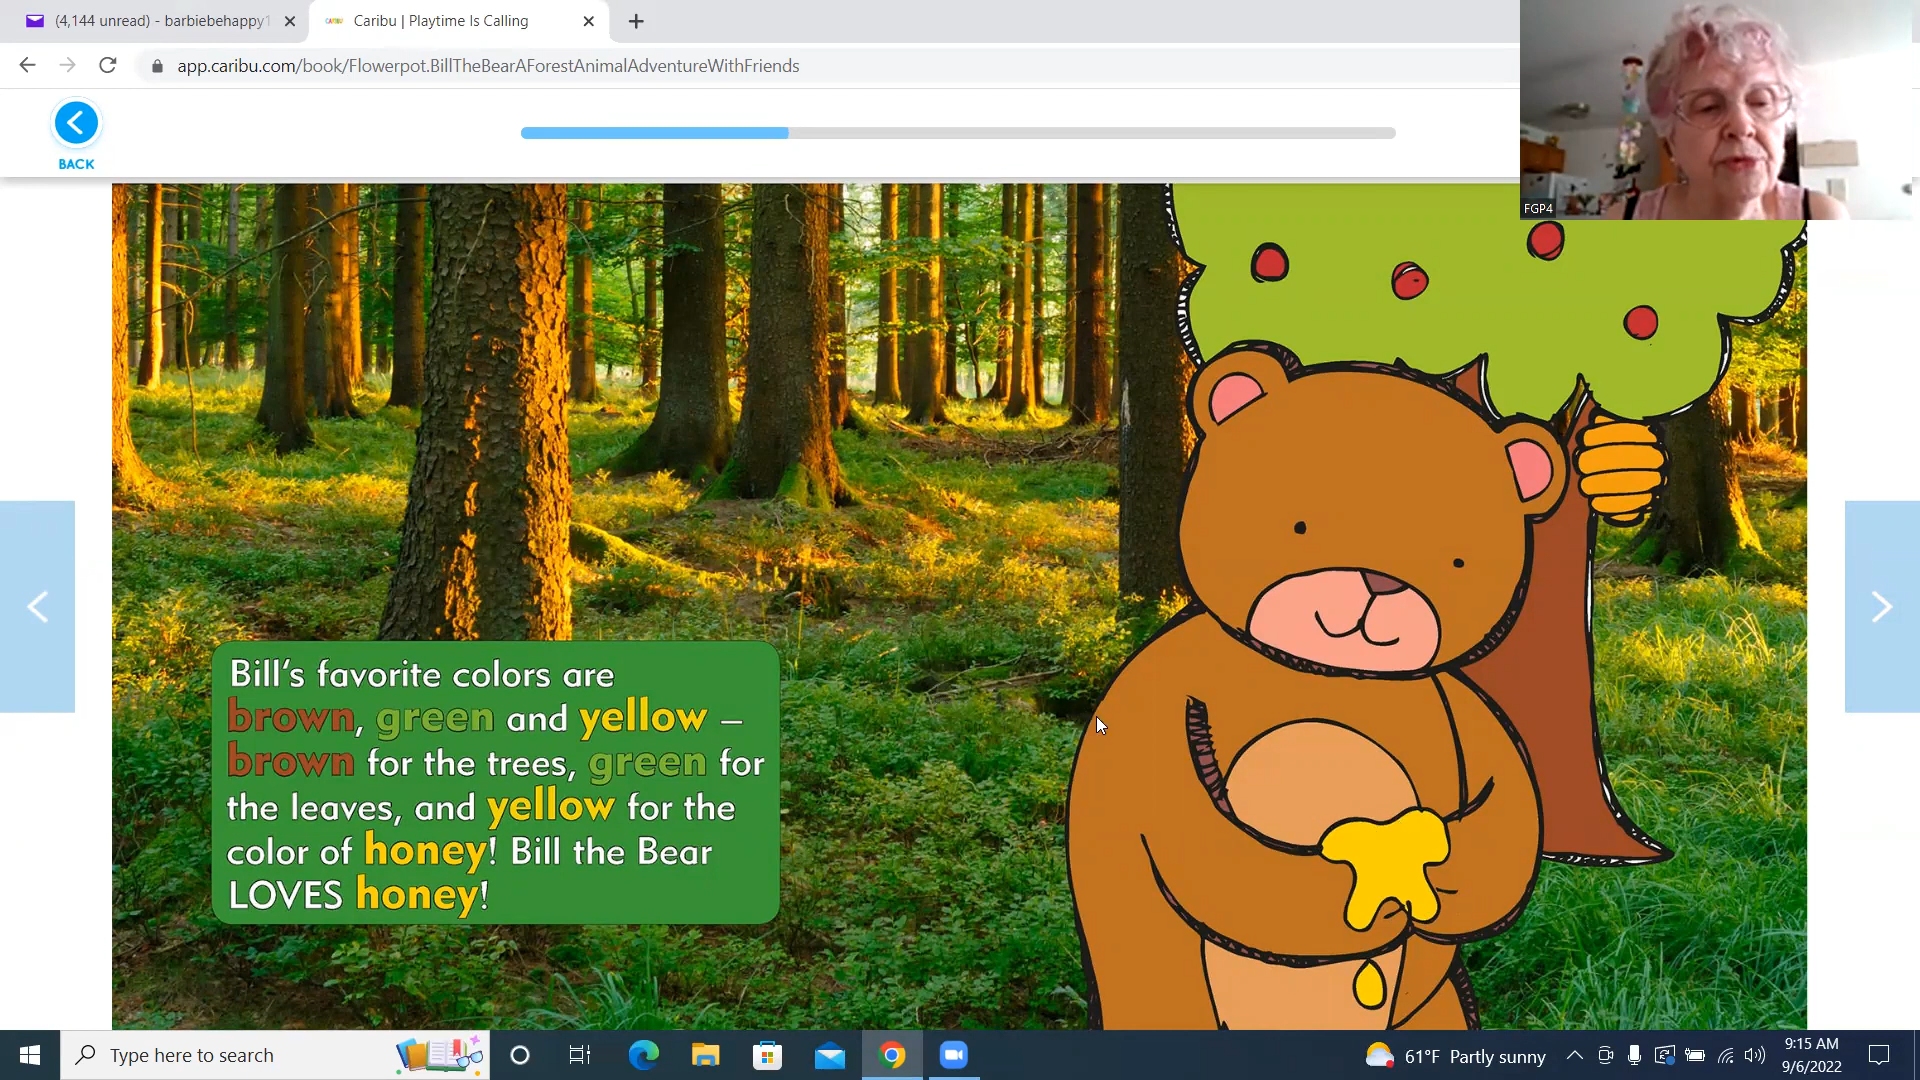 (4,144 unread) - barbiebehappy1
CARIBU
Caribu | Playtime Is Calling
app.caribu.com/book/Flowerpot.BillTheBearAForestAnimalAdventureWithFriends
BACK
FGP4
Bill's favorite colors are
brown, green and yellow –
brown for the trees, green for
the leaves, and yellow for the
color of honey! Bill the Bear
LOVES honey!
Type here to search
61°F Partly sunny
9:15 AM
9/6/2022